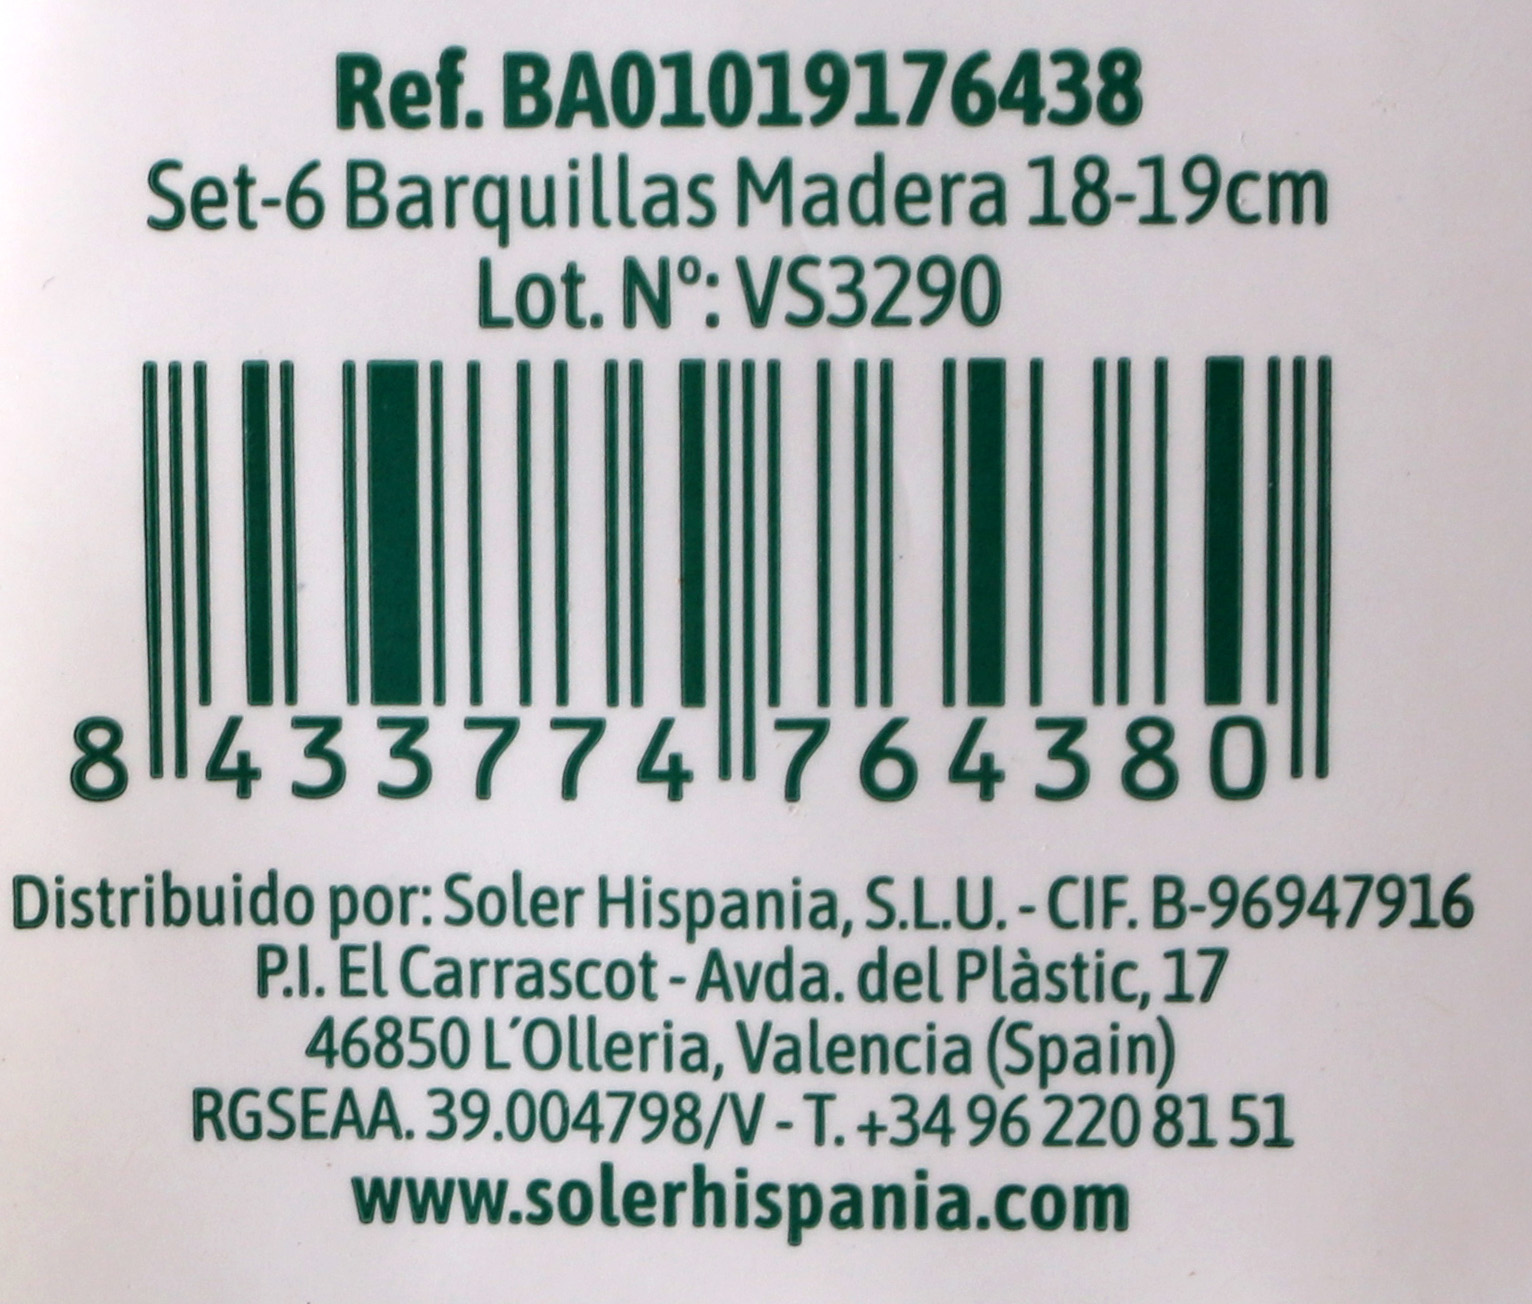 Ref. BA01019176438
Set-6 Barquillas Madera 18-19cm
Lot. Nº: VS3290
8 433774 764380
Distribuido por: Soler Hispania, S.L.U. - CIF. B-96947916
P.I. El Carrascot - Avda. del Plàstic, 17
46850 L´Olleria, Valencia (Spain)
RGSEAA. 39.004798/V - T. +34 96 220 81 51
www.solerhispania.com